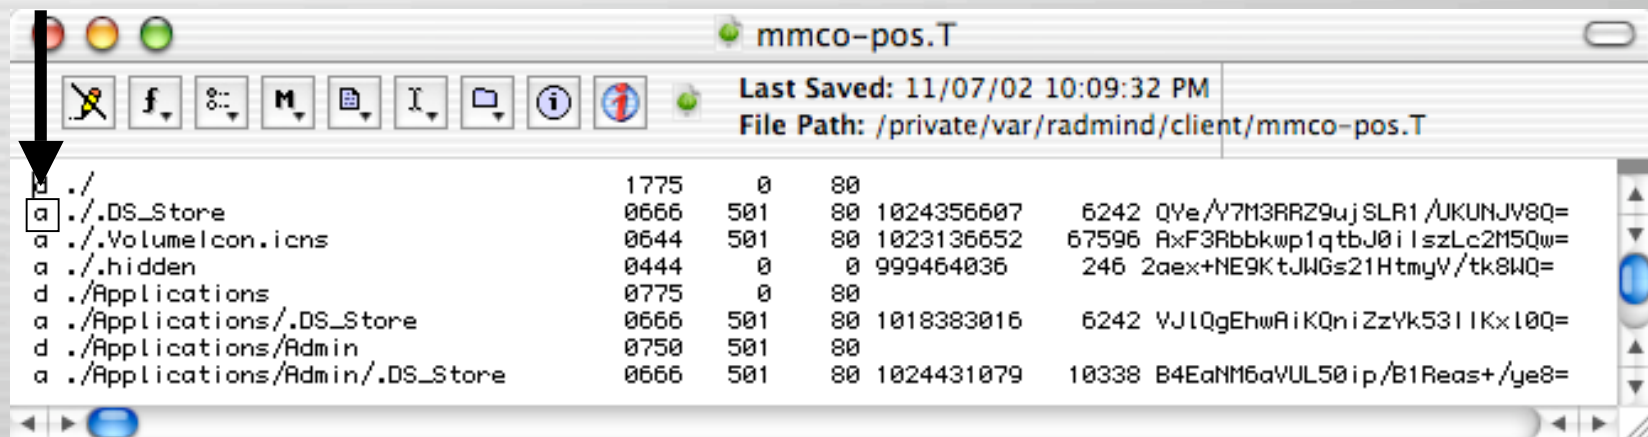 mmco-pos.T
Last Saved: 11/07/02 10:09:32 PM
File Path: /private/var/radmind/client/mmco-pos.T
./ 1775 0 80
a ./.DS_Store 0666 501 80 1024356607 6242 QYe/Y7M3RRZ9ujSLR1/UKUNJV8Q=
a ./.VolumeIcon.icns 0644 501 80 1023136652 67596 AxF3Rbbkwp1qtbJ0ilszLc2M5Qw=
a ./.hidden 0444 0 0 999464036 246 2aex+NE9KtJWGs21HtmyV/tk8WQ=
d ./Applications 0775 0 80
a ./Applications/.DS_Store 0666 501 80 1018383016 6242 VJlQgEhwAiKQniZzYk53IIKxl0Q=
d ./Applications/Admin 0750 501 80
a ./Applications/Admin/.DS_Store 0666 501 80 1024431079 10338 B4EaNM6aVUL50ip/B1Reas+/ye8=